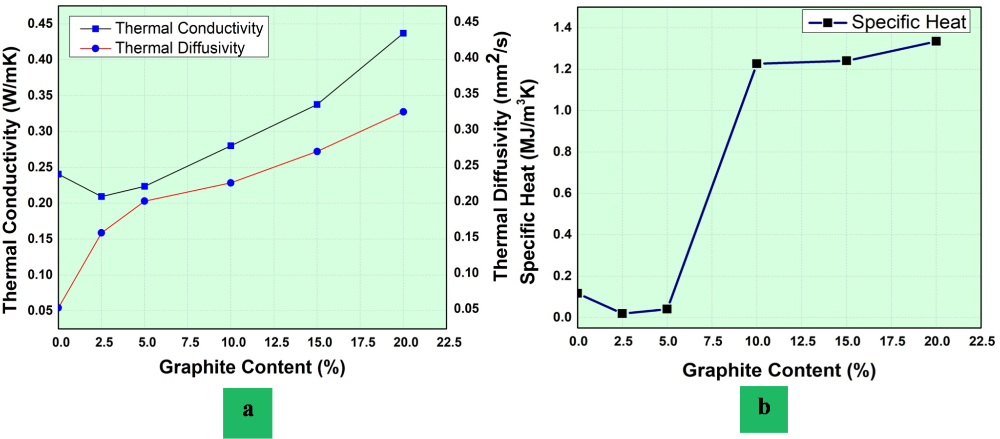 Thermal Conductivity
Thermal Diffusivity
Thermal Conductivity (W/mK)
0.45
0.40
0.35
0.30
0.25
0.20
0.15
0.10
0.05
0.45
0.40
0.35
0.30
0.25
0.20
0.15
0.10
0.05
Thermal Diffusivity (mm²/s)
0.0 2.5 5.0 7.5 10.0 12.5 15.0 17.5 20.0 22.5
Graphite Content (%)
a
Specific Heat
Specific Heat (MJ/m³K)
1.4
1.2
1.0
0.8
0.6
0.4
0.2
0.0
0.0 2.5 5.0 7.5 10.0 12.5 15.0 17.5 20.0 22.5
Graphite Content (%)
b